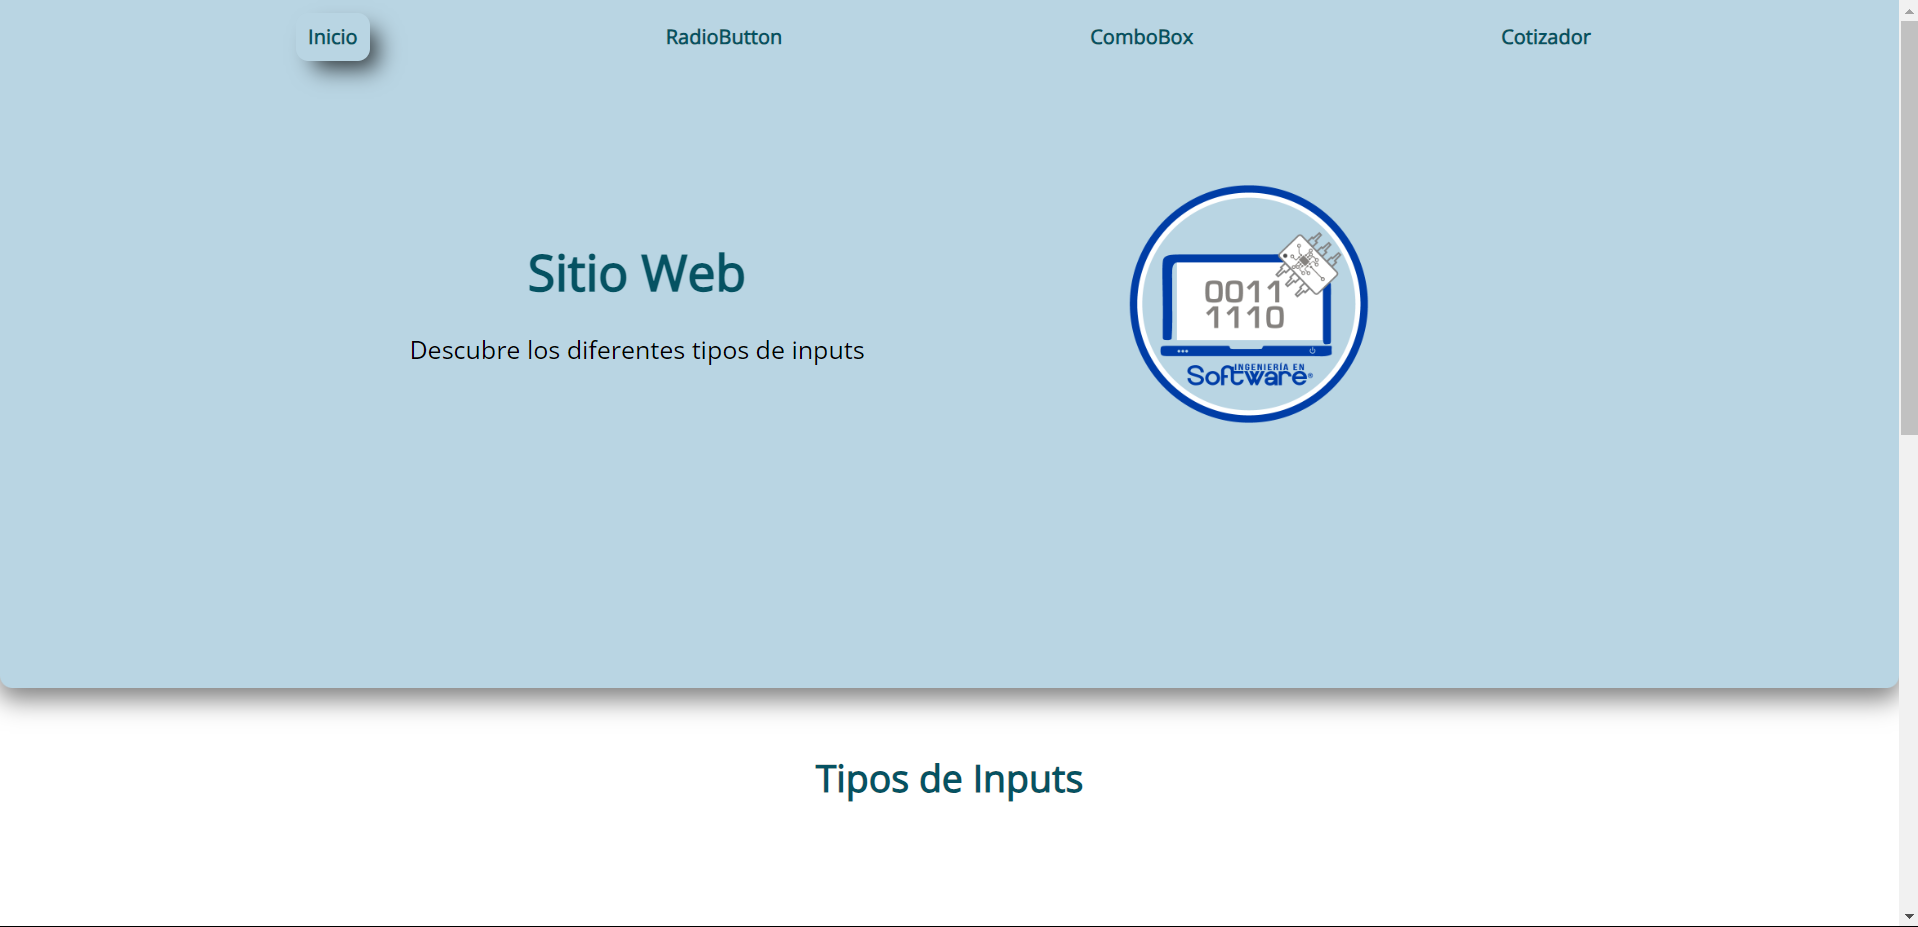 Inicio
RadioButton
ComboBox
Cotizador
Sitio Web
Descubre los diferentes tipos de inputs
0011
1110
INGENIERÍA EN
Software®
Tipos de Inputs